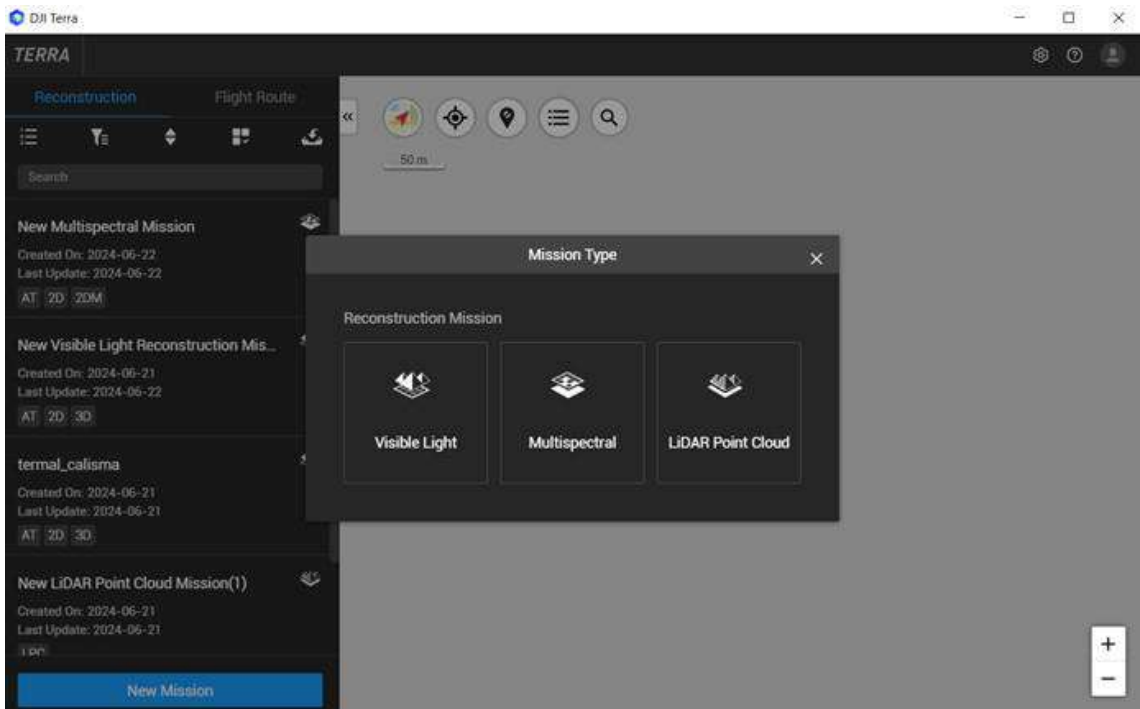 DJI Terra
TERRA
Reconstruction Flight Route
50 m
Search
New Multispectral Mission
Created On: 2024-06-22
Last Update: 2024-06-22
AT 2D 2DM
New Visible Light Reconstruction Mis...
Created On: 2024-06-21
Last Update: 2024-06-22
AT 2D 3D
termal_calisma
Created On: 2024-06-21
Last Update: 2024-06-21
AT 2D 3D
New LiDAR Point Cloud Mission(1)
Created On: 2024-06-21
Last Update: 2024-06-21
LPC
New Mission
Mission Type
Reconstruction Mission
Visible Light
Multispectral
LiDAR Point Cloud